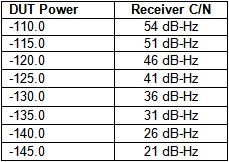 DUT Power Receiver C/N
-110.0 54 dB-Hz
-115.0 51 dB-Hz
-120.0 46 dB-Hz
-125.0 41 dB-Hz
-130.0 36 dB-Hz
-135.0 31 dB-Hz
-140.0 26 dB-Hz
-145.0 21 dB-Hz